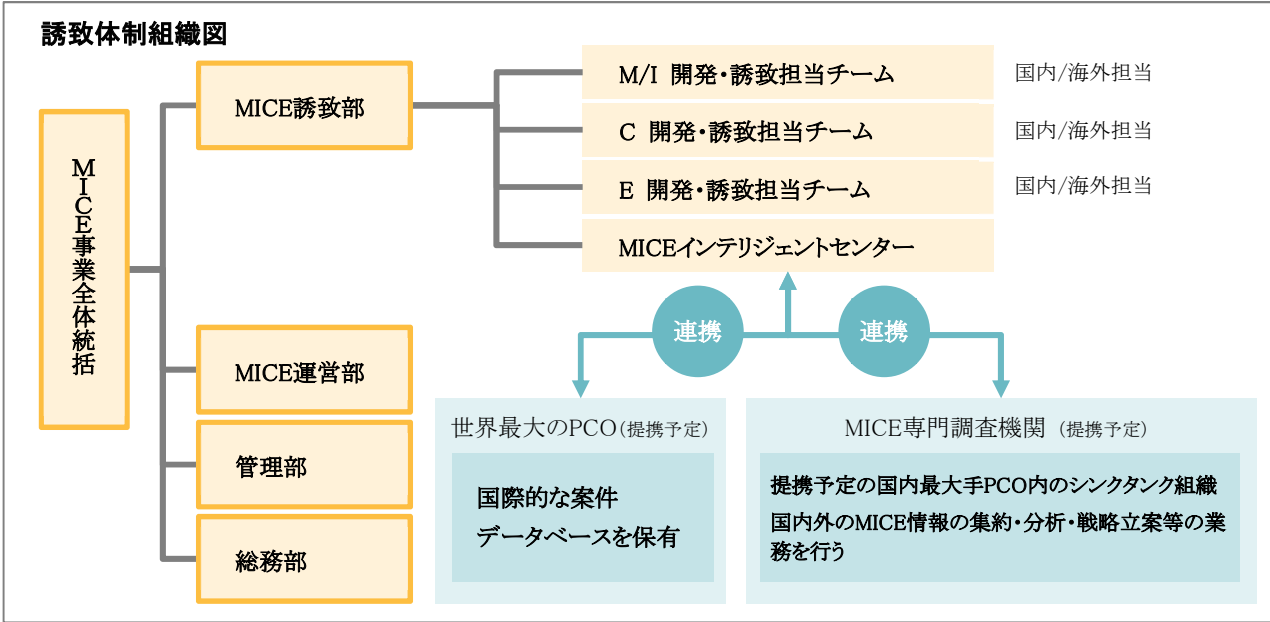 誘致体制組織図
MICE事業全体統括
MICE誘致部
MICE運営部
管理部
総務部
M/I 開発・誘致担当チーム
国内/海外担当
C 開発・誘致担当チーム
国内/海外担当
E 開発・誘致担当チーム
国内/海外担当
MICEインテリジェントセンター
連携
連携
世界最大のPCO(提携予定)
国際的な案件
データベースを保有
MICE専門調査機関 (提携予定)
提携予定の国内最大手PCO内のシンクタンク組織
国内外のMICE情報の集約・分析・戦略立案等の業
務を行う